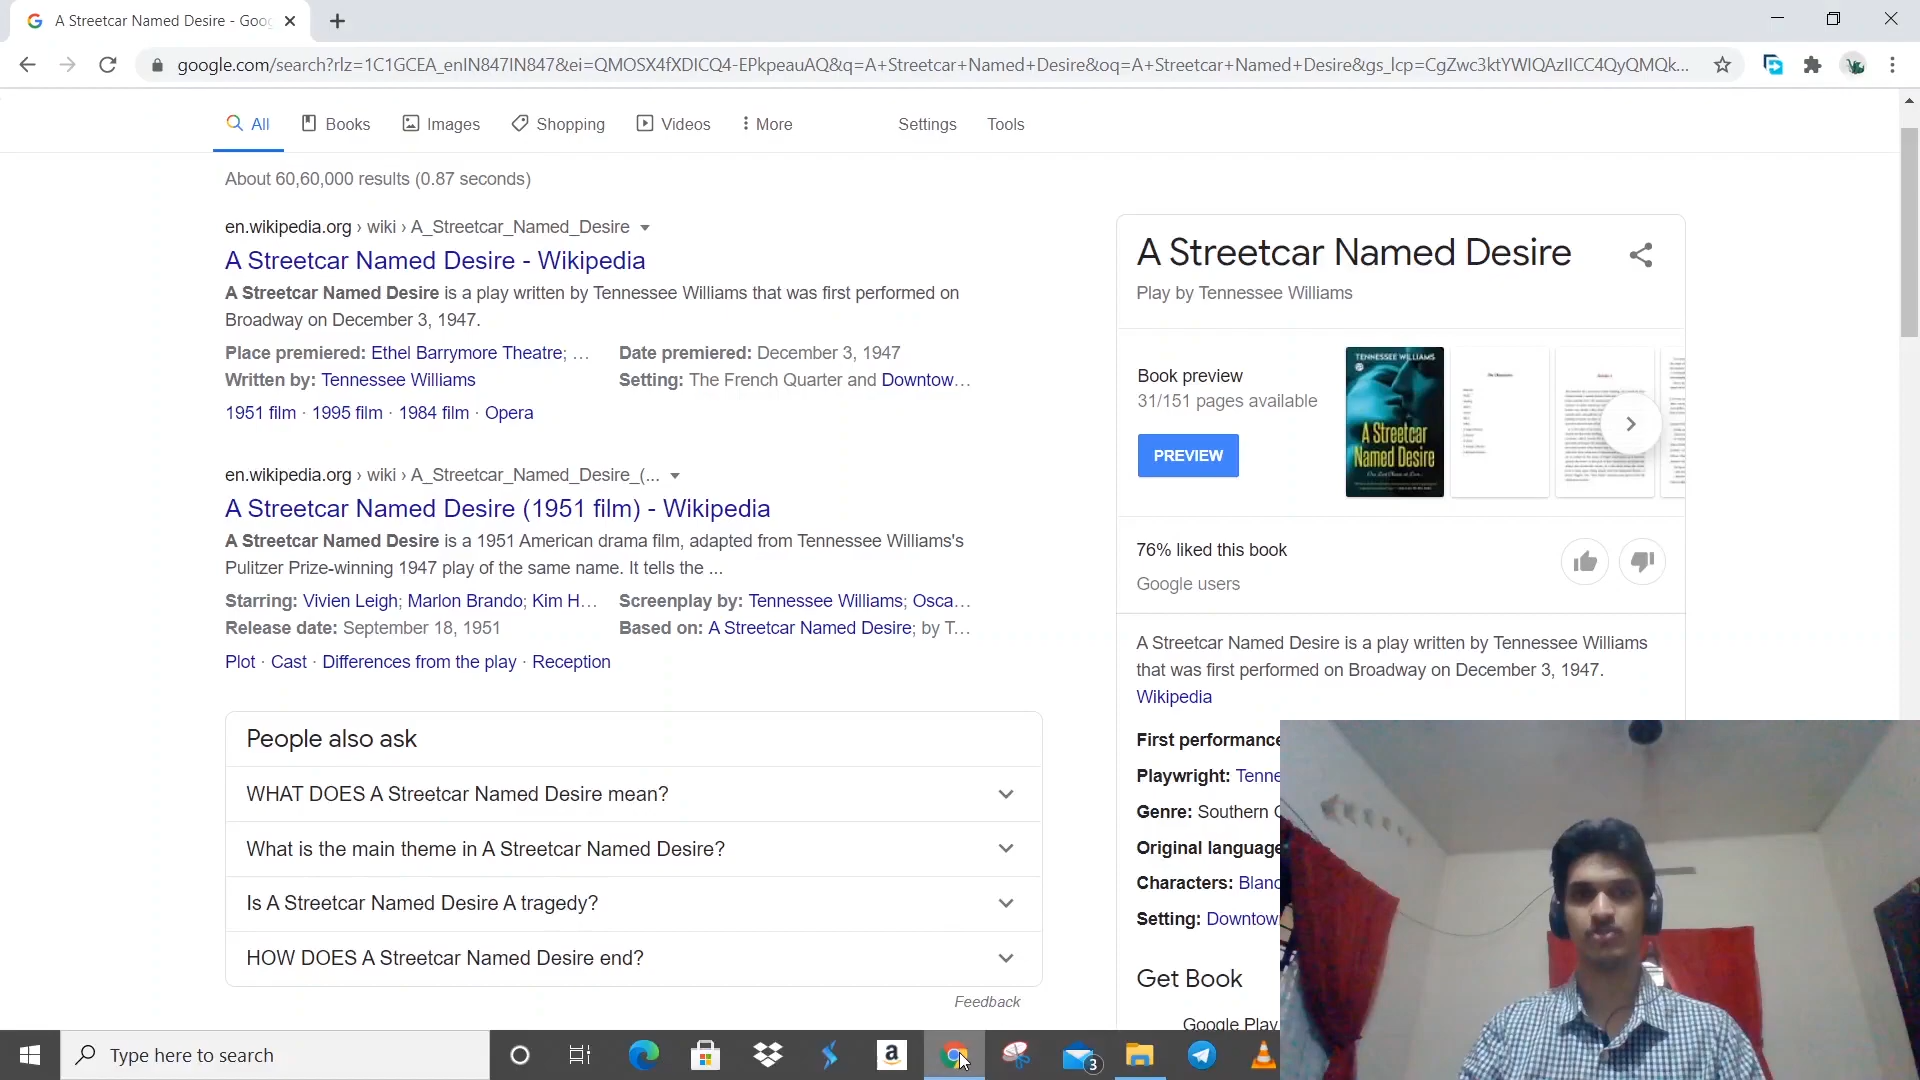 A Streetcar Named Desire - Goo
google.com/search?rlz=1C1GCEA_enIN847IN847&ei=QMOSX4fXDICQ4-EPkpeauAQ&q=A+Streetcar+Named+Desire&oq=A+Streetcar+Named+Desire&gs_lcp=CgZwc3ktYWIQAzIICC4QyQMQk...
All Books Images Shopping Videos More Settings Tools
About 60,60,000 results (0.87 seconds)
en.wikipedia.org › wiki › A_Streetcar_Named_Desire
A Streetcar Named Desire - Wikipedia
A Streetcar Named Desire is a play written by Tennessee Williams that was first performed on
Broadway on December 3, 1947.
Place premiered: Ethel Barrymore Theatre; ... Date premiered: December 3, 1947
Written by: Tennessee Williams Setting: The French Quarter and Downtow...
1951 film · 1995 film · 1984 film · Opera
en.wikipedia.org › wiki › A_Streetcar_Named_Desire_(...
A Streetcar Named Desire (1951 film) - Wikipedia
A Streetcar Named Desire is a 1951 American drama film, adapted from Tennessee Williams's
Pulitzer Prize-winning 1947 play of the same name. It tells the ...
Starring: Vivien Leigh; Marlon Brando; Kim H... Screenplay by: Tennessee Williams; Osca...
Release date: September 18, 1951 Based on: A Streetcar Named Desire; by T...
Plot · Cast · Differences from the play · Reception
People also ask
WHAT DOES A Streetcar Named Desire mean?
What is the main theme in A Streetcar Named Desire?
Is A Streetcar Named Desire A tragedy?
HOW DOES A Streetcar Named Desire end?
Feedback
A Streetcar Named Desire
Play by Tennessee Williams
Book preview
31/151 pages available
PREVIEW
TENNESSEE WILLIAMS
A Streetcar
Named Desire
76% liked this book
Google users
A Streetcar Named Desire is a play written by Tennessee Williams
that was first performed on Broadway on December 3, 1947.
Wikipedia
First performance
Playwright: Tenne
Genre: Southern
Original language
Characters: Blanc
Setting: Downtow
Get Book
Google Play
Type here to search
a
3